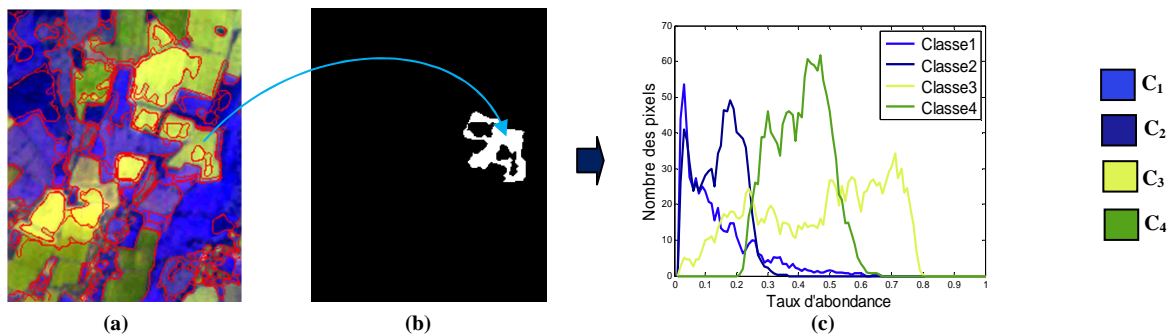 70
60
50
40
30
20
10
0
Nombre des pixels
Classe1
Classe2
Classe3
Classe4
0 0.1 0.2 0.3 0.4 0.5 0.6 0.7 0.8 0.9 1
Taux d'abondance
C1
C2
C3
C4
(a) (b) (c)